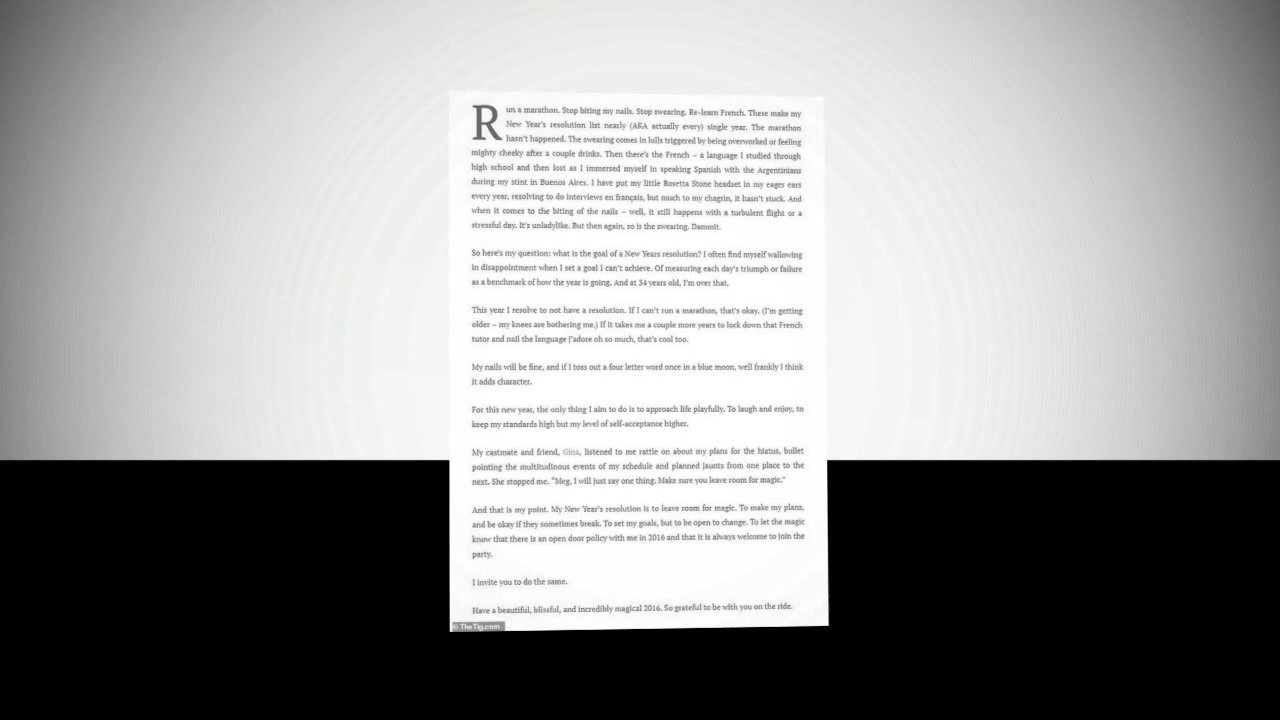 Run a marathon. Stop biting my nails. Stop swearing. Re-learn French. These make my
New Year's resolution list nearly (AKA actually every) single year. The marathon
hasn't happened. The swearing comes in lulls triggered by being overworked or feeling
mighty cheeky after a couple drinks. Then there's the French – a language I studied through
high school and then lost as I immersed myself in speaking Spanish with the Argentinians
during my stint in Buenos Aires. I have put my little Rosetta Stone headset in my eager ears
every year, resolving to do interviews en français, but much to my chagrin, it hasn't stuck. And
when it comes to the biting of the nails – well, it still happens with a turbulent flight or a
stressful day. It's unladylike. But then again, so is the swearing. Dammit.
So here's my question: what is the goal of a New Years resolution? I often find myself wallowing
in disappointment when I set a goal I can't achieve. Of measuring each day's triumph or failure
as a benchmark of how the year is going. And at 34 years old, I'm over that.
This year I resolve to not have a resolution. If I can't run a marathon, that's okay. (I'm getting
older – my knees are bothering me.) If it takes me a couple more years to lock down that French
tutor and nail the language j'adore oh so much, that's cool too.
My nails will be fine, and if I toss out a four letter word once in a blue moon, well frankly I think
it adds character.
For this new year, the only thing I aim to do is to approach life playfully. To laugh and enjoy, to
keep my standards high but my level of self-acceptance higher.
My castmate and friend, Gina, listened to me rattle on about my plans for the hiatus, bullet
pointing the multitudinous events of my schedule and planned jaunts from one place to the
next. She stopped me. "Meg, I will just say one thing. Make sure you leave room for magic."
And that is my point. My New Year's resolution is to leave room for magic. To make my plans,
and be okay if they sometimes break. To set my goals, but to be open to change. To let the magic
know that there is an open door policy with me in 2016 and that it is always welcome to join the
party.
I invite you to do the same.
Have a beautiful, blissful, and incredibly magical 2016. So grateful to be with you on the ride.
© TheTig.com